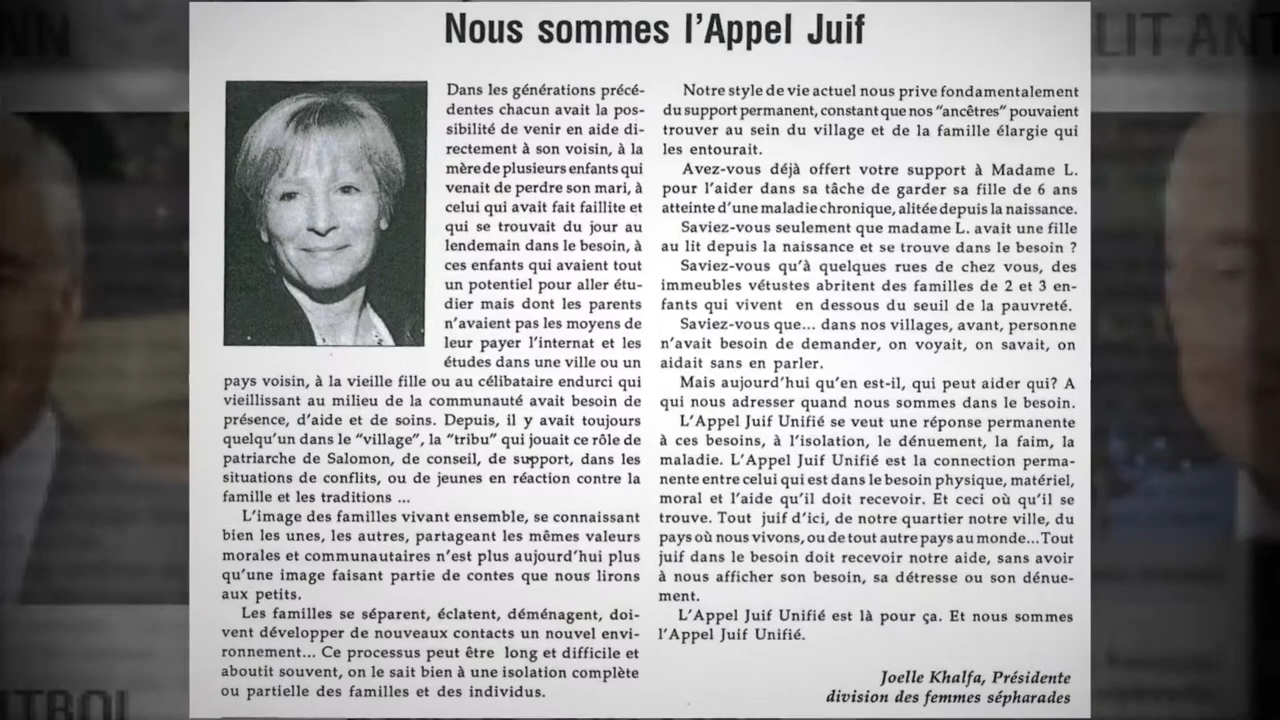 Nous sommes l'Appel Juif
Dans les générations précé-
dentes chacun avait la pos-
sibilité de venir en aide di-
rectement à son voisin, à la
mère de plusieurs enfants qui
venait de perdre son mari, à
celui qui avait fait faillite et
qui se trouvait du jour au
lendemain dans le besoin, à
ces enfants qui avaient tout
un potentiel pour aller étu-
dier mais dont les parents
n'avaient pas les moyens de
leur payer l'internat et les
études dans une ville ou un
pays voisin, à la vieille fille ou au célibataire endurci qui
vieillissant au milieu de la communauté avait besoin de
présence, d'aide et de soins. Depuis, il y avait toujours
quelqu'un dans le "village", la "tribu" qui jouait ce rôle de
patriarche de Salomon, de conseil, de support, dans les
situations de conflits, ou de jeunes en réaction contre la
famille et les traditions ...
L'image des familles vivant ensemble, se connaissant
bien les unes, les autres, partageant les mêmes valeurs
morales et communautaires n'est plus aujourd'hui plus
qu'une image faisant partie de contes que nous lirons
aux petits.
Les familles se séparent, éclatent, déménagent, doi-
vent développer de nouveaux contacts un nouvel envi-
ronnement... Ce processus peut être long et difficile et
aboutit souvent, on le sait bien à une isolation complète
ou partielle des familles et des individus.
Notre style de vie actuel nous prive fondamentalement
du support permanent, constant que nos "ancêtres" pouvaient
trouver au sein du village et de la famille élargie qui
les entourait.
Avez-vous déjà offert votre support à Madame L.
pour l'aider dans sa tâche de garder sa fille de 6 ans
atteinte d'une maladie chronique, alitée depuis la naissance.
Saviez-vous seulement que madame L. avait une fille
au lit depuis la naissance et se trouve dans le besoin ?
Saviez-vous qu'à quelques rues de chez vous, des
immeubles vétustes abritent des familles de 2 et 3 en-
fants qui vivent en dessous du seuil de la pauvreté.
Saviez-vous que... dans nos villages, avant, personne
n'avait besoin de demander, on voyait, on savait, on
aidait sans en parler.
Mais aujourd'hui qu'en est-il, qui peut aider qui? A
qui nous adresser quand nous sommes dans le besoin.
L'Appel Juif Unifié se veut une réponse permanente
à ces besoins, à l'isolation, le dénuement, la faim, la
maladie. L'Appel Juif Unifié est la connection perma-
nente entre celui qui est dans le besoin physique, matériel,
moral et l'aide qu'il doit recevoir. Et ceci où qu'il se
trouve. Tout juif d'ici, de notre quartier notre ville, du
pays où nous vivons, ou de tout autre pays au monde... Tout
juif dans le besoin doit recevoir notre aide, sans avoir
à nous afficher son besoin, sa détresse ou son dénue-
ment.
L'Appel Juif Unifié est là pour ça. Et nous sommes
l'Appel Juif Unifié.
Joelle Khalfa, Présidente
division des femmes sépharades